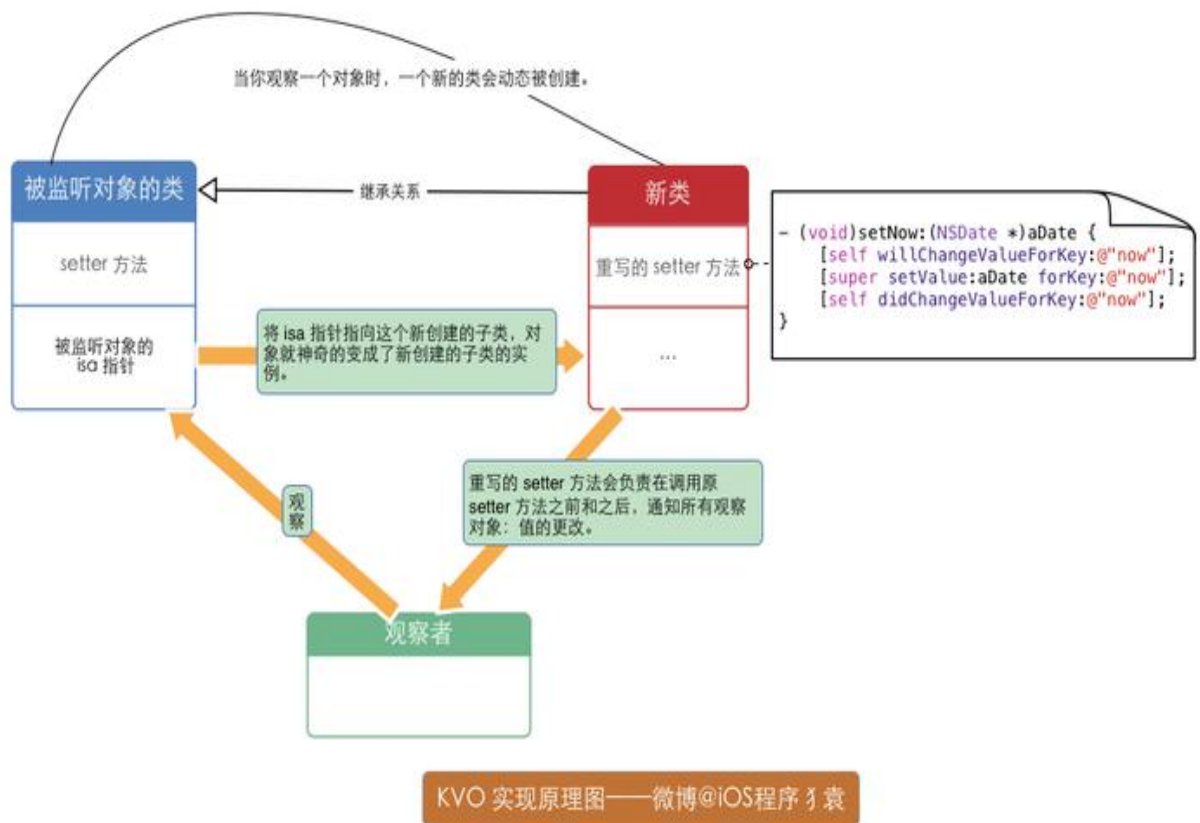 当你观察一个对象时，一个新的类会动态被创建。
被监听对象的类
继承关系
新类
setter 方法
重写的 setter 方法
- (void)setNow:(NSDate *)aDate {
[self willChangeValueForKey:@"now"];
[super setValue:aDate forKey:@"now"];
[self didChangeValueForKey:@"now"];
}
被监听对象的
isa 指针
将 isa 指针指向这个新创建的子类，对
象就神奇的变成了新创建的子类的实
例。
...
观察
重写的 setter 方法会负责在调用原
setter 方法之前和之后，通知所有观察
对象：值的更改。
观察者
KVO 实现原理图——微博@iOS程序犭袁